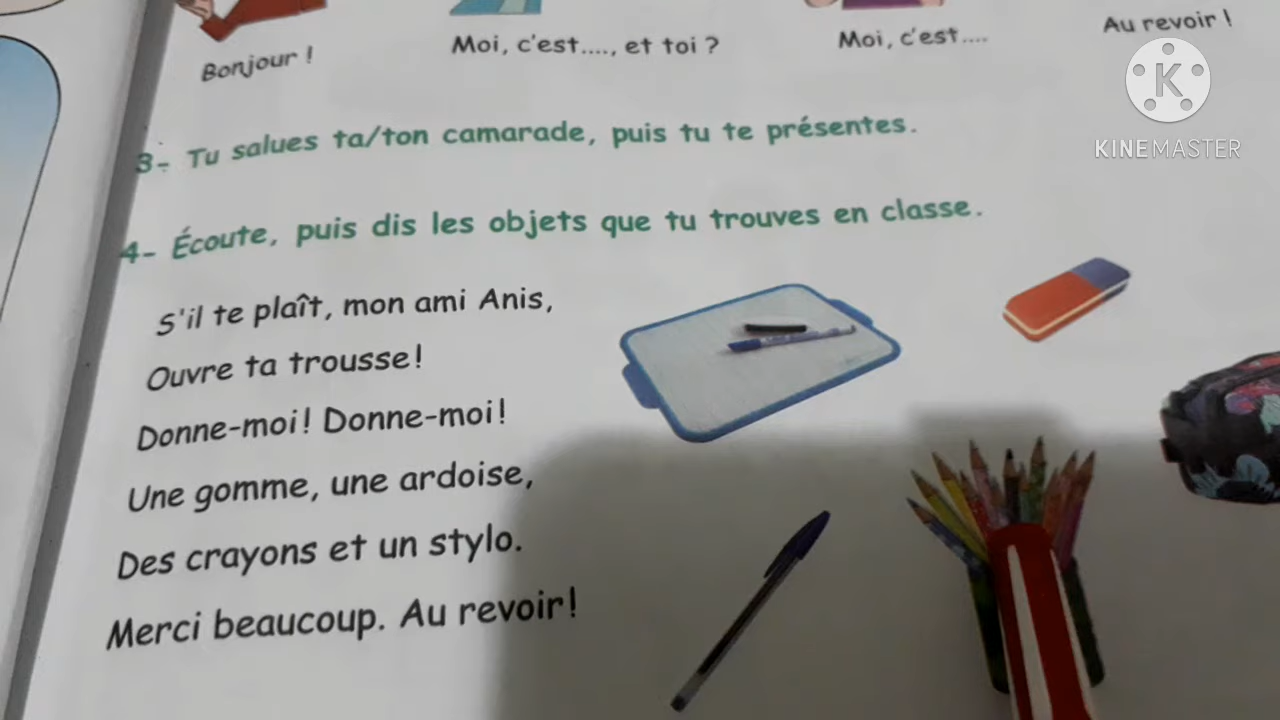 Bonjour !
Moi, c'est...., et toi ?
Moi, c'est....
Au revoir !
KINEMASTER
3- Tu salues ta/ton camarade, puis tu te présentes.
4- Écoute, puis dis les objets que tu trouves en classe.
S'il te plaît, mon ami Anis,
Ouvre ta trousse!
Donne-moi! Donne-moi!
Une gomme, une ardoise,
Des crayons et un stylo.
Merci beaucoup. Au revoir!